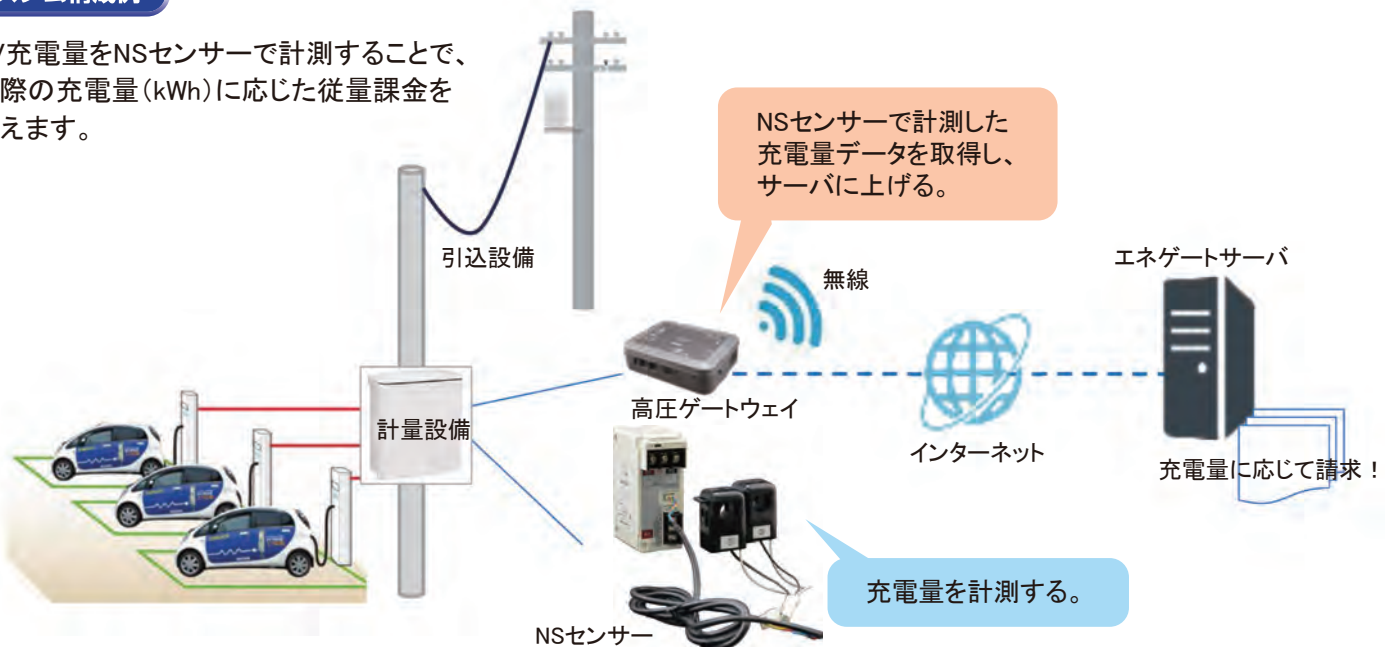 ステム構成例
V充電量をNSセンサーで計測することで、
際の充電量（kWh）に応じた従量課金を
えます。
NSセンサーで計測した
充電量データを取得し、
サーバに上げる。
引込設備
無線
エネゲートサーバ
計量設備
高圧ゲートウェイ
インターネット
充電量に応じて請求！
充電量を計測する。
NSセンサー